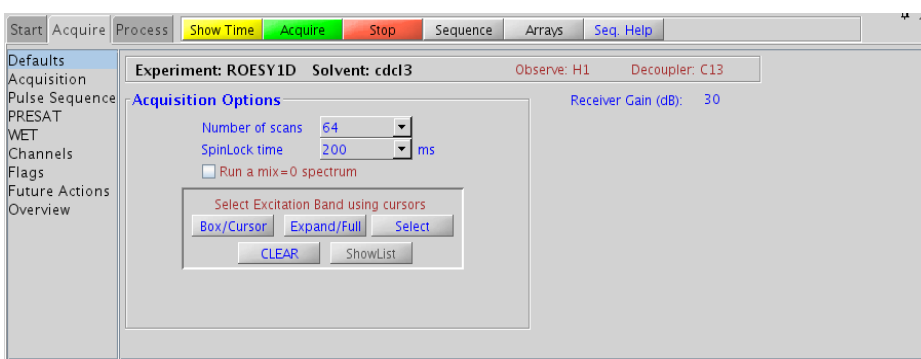 Start Acquire Process Show Time Acquire Stop Sequence Arrays Seq. Help
Defaults
Acquisition
Pulse Sequence
PRESAT
WET
Channels
Flags
Future Actions
Overview
Experiment: ROESY1D Solvent: cdcl3 Observe: H1 Decoupler: C13
Acquisition Options
Receiver Gain (dB): 30
Number of scans 64
SpinLock time 200 ms
Run a mix=0 spectrum
Select Excitation Band using cursors
Box/Cursor Expand/Full Select
CLEAR ShowList